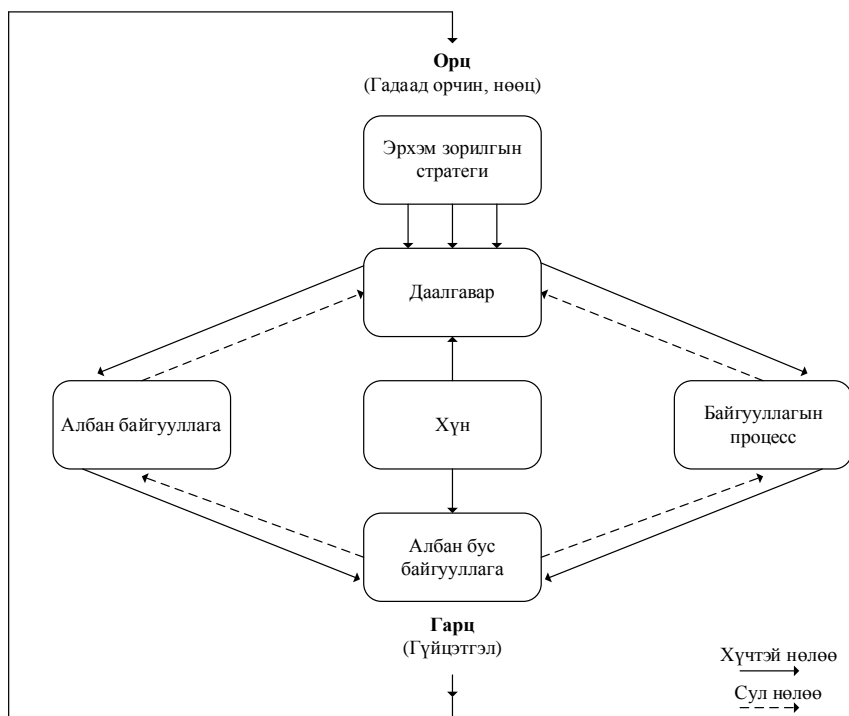 Орц
(Гадаад орчин, нөөц)
Эрхэм зорилгын
стратеги
Даалгавар
Албан байгууллага
Хүн
Байгууллагын
процесс
Албан бус
байгууллага
Гарц
(Гүйцэтгэл)
Хүчтэй нөлөө
Сул нөлөө